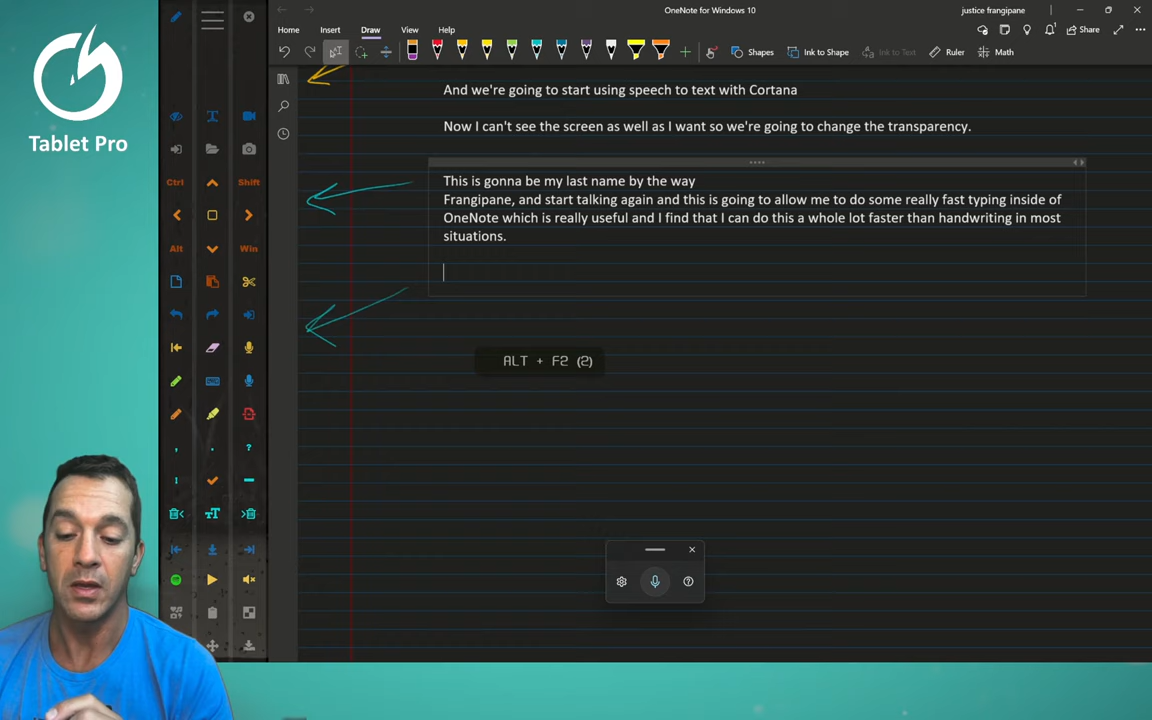 OneNote for Windows 10
justice frangipane
Home Insert Draw View Help
Share
Shapes
Ink to Shape
Ink to Text
Ruler
Math
Tablet Pro
Ctrl
Shift
Alt
Win
And we're going to start using speech to text with Cortana
Now I can't see the screen as well as I want so we're going to change the transparency.
This is gonna be my last name by the way
Frangipane, and start talking again and this is going to allow me to do some really fast typing inside of
OneNote which is really useful and I find that I can do this a whole lot faster than handwriting in most
situations.
ALT + F2 (2)